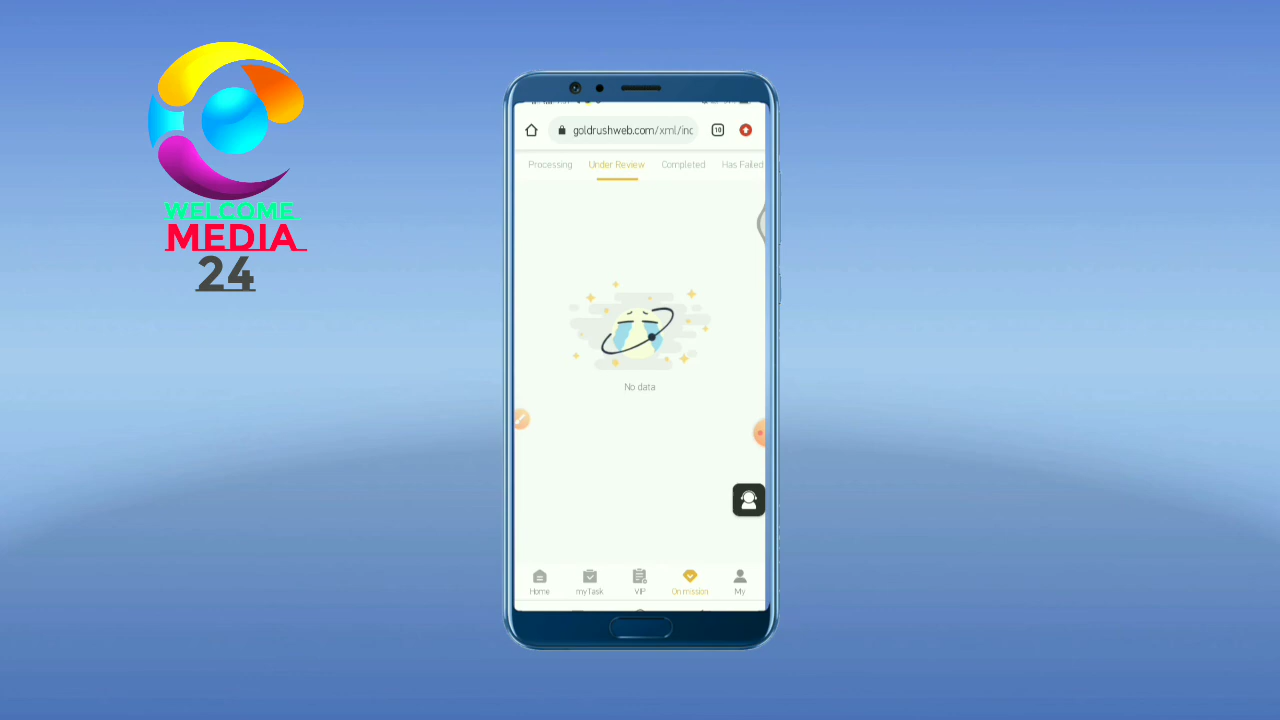 WELCOME
MEDIA
24
goldrushweb.com/xml/inc
18
Processing
Under Review
Completed
Has Failed
No data
Home
myTask
VIP
On mission
My